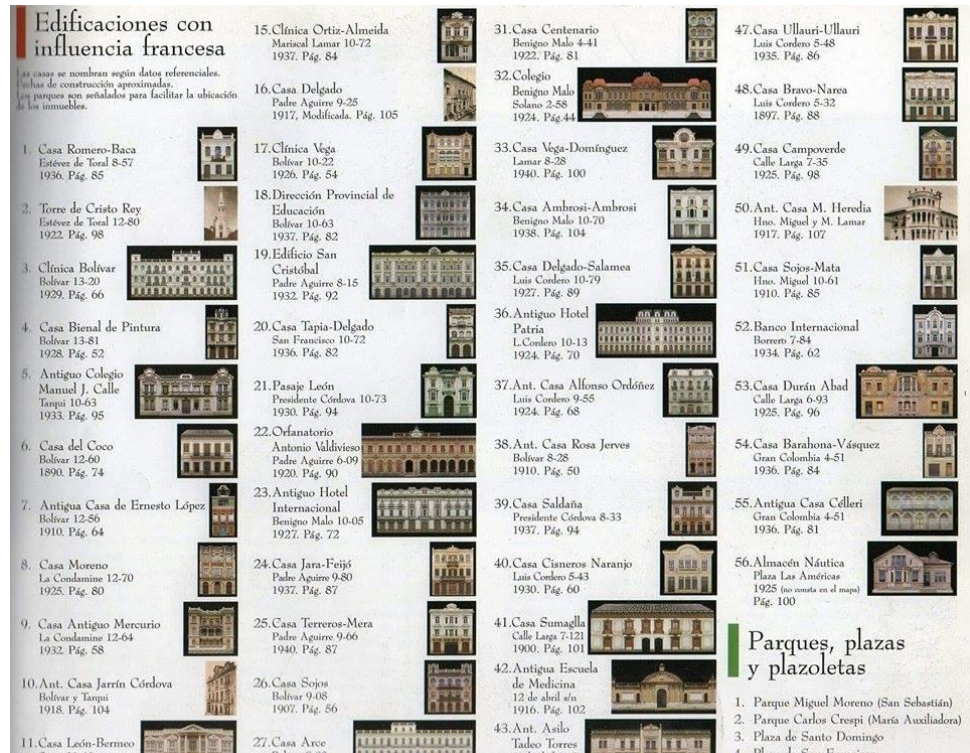 Edificaciones con
influencia francesa
Las casas se nombran según datos referenciales.
Fechas de construcción aproximadas.
Los parques son señalados para facilitar la ubicación
de los inmuebles.
1. Casa Romero-Baca
Estévez de Toral 8-57
1936. Pág. 85
2. Torre de Cristo Rey
Estévez de Toral 12-80
1922. Pág. 98
3. Clínica Bolívar
Bolívar 13-20
1929. Pág. 66
4. Casa Bienal de Pintura
Bolívar 13-81
1928. Pág. 52
5. Antiguo Colegio
Manuel J. Calle
Tarqui 10-63
1933. Pág. 95
6. Casa del Coco
Bolívar 12-60
1890. Pág. 74
7. Antigua Casa de Ernesto López
Bolívar 12-56
1910. Pág. 64
8. Casa Moreno
La Condamine 12-70
1925. Pág. 80
9. Casa Antiguo Mercurio
La Condamine 12-64
1932. Pág. 58
10. Ant. Casa Jarrín Córdova
Bolívar y Tarqui
1918. Pág. 104
11. Casa León-Bermeo
15. Clínica Ortiz-Almeida
Mariscal Lamar 10-72
1937. Pág. 84
16. Casa Delgado
Padre Aguirre 9-25
1917, Modificada. Pág. 105
17. Clínica Vega
Bolívar 10-22
1926. Pág. 54
18. Dirección Provincial de
Educación
Bolívar 10-63
1937. Pág. 82
19. Edificio San
Cristóbal
Padre Aguirre 8-15
1932. Pág. 92
20. Casa Tapia-Delgado
San Francisco 10-72
1936. Pág. 82
21. Pasaje León
Presidente Córdova 10-73
1930. Pág. 94
22. Orfanatorio
Antonio Valdivieso
Padre Aguirre 6-09
1920. Pág. 90
23. Antiguo Hotel
Internacional
Benigno Malo 10-05
1927. Pág. 72
24. Casa Jara-Feijó
Padre Aguirre 9-80
1937. Pág. 87
25. Casa Terreros-Mera
Padre Aguirre 9-66
1940. Pág. 87
26. Casa Sojos
Bolívar 9-08
1907. Pág. 56
27. Casa Arce
31. Casa Centenario
Benigno Malo 4-41
1922. Pág. 81
32. Colegio
Benigno Malo
Solano 2-58
1924. Pág.44
33. Casa Vega-Domínguez
Lamar 8-28
1940. Pág. 100
34. Casa Ambrosi-Ambrosi
Benigno Malo 10-70
1938. Pág. 104
35. Casa Delgado-Salamea
Luis Cordero 10-79
1927. Pág. 89
36. Antiguo Hotel
Patria
L.Cordero 10-13
1924. Pág. 70
37. Ant. Casa Alfonso Ordóñez
Luis Cordero 9-55
1924. Pág. 68
38. Ant. Casa Rosa Jerves
Bolívar 8-28
1910. Pág. 50
39. Casa Saldaña
Presidente Córdova 8-33
1937. Pág. 94
40. Casa Cisneros Naranjo
Luis Cordero 5-43
1930. Pág. 60
41. Casa Sumaglla
Calle Larga 7-121
1900. Pág. 101
42. Antigua Escuela
de Medicina
12 de abril s/n
1916. Pág. 102
43. Ant. Asilo
Tadeo Torres
47. Casa Ullauri-Ullauri
Luis Cordero 5-48
1935. Pág. 86
48. Casa Bravo-Narea
Luis Cordero 5-32
1897. Pág. 88
49. Casa Campoverde
Calle Larga 7-35
1925. Pág. 98
50. Ant. Casa M. Heredia
Hno. Miguel y M. Lamar
1917. Pág. 107
51. Casa Sojos-Mata
Hno. Miguel 10-61
1910. Pág. 85
52. Banco Internacional
Borrero 7-84
1934. Pág. 62
53. Casa Durán Abad
Calle Larga 6-93
1925. Pág. 96
54. Casa Barahona-Vásquez
Gran Colombia 4-51
1936. Pág. 84
55. Antigua Casa Célleri
Gran Colombia 4-51
1936. Pág. 81
56. Almacén Náutica
Plaza Las Américas
1925 (no consta en el mapa)
Pág. 100
Parques, plazas
y plazoletas
1. Parque Miguel Moreno (San Sebastián)
2. Parque Carlos Crespi (María Auxiliadora)
3. Plaza de Santo Domingo